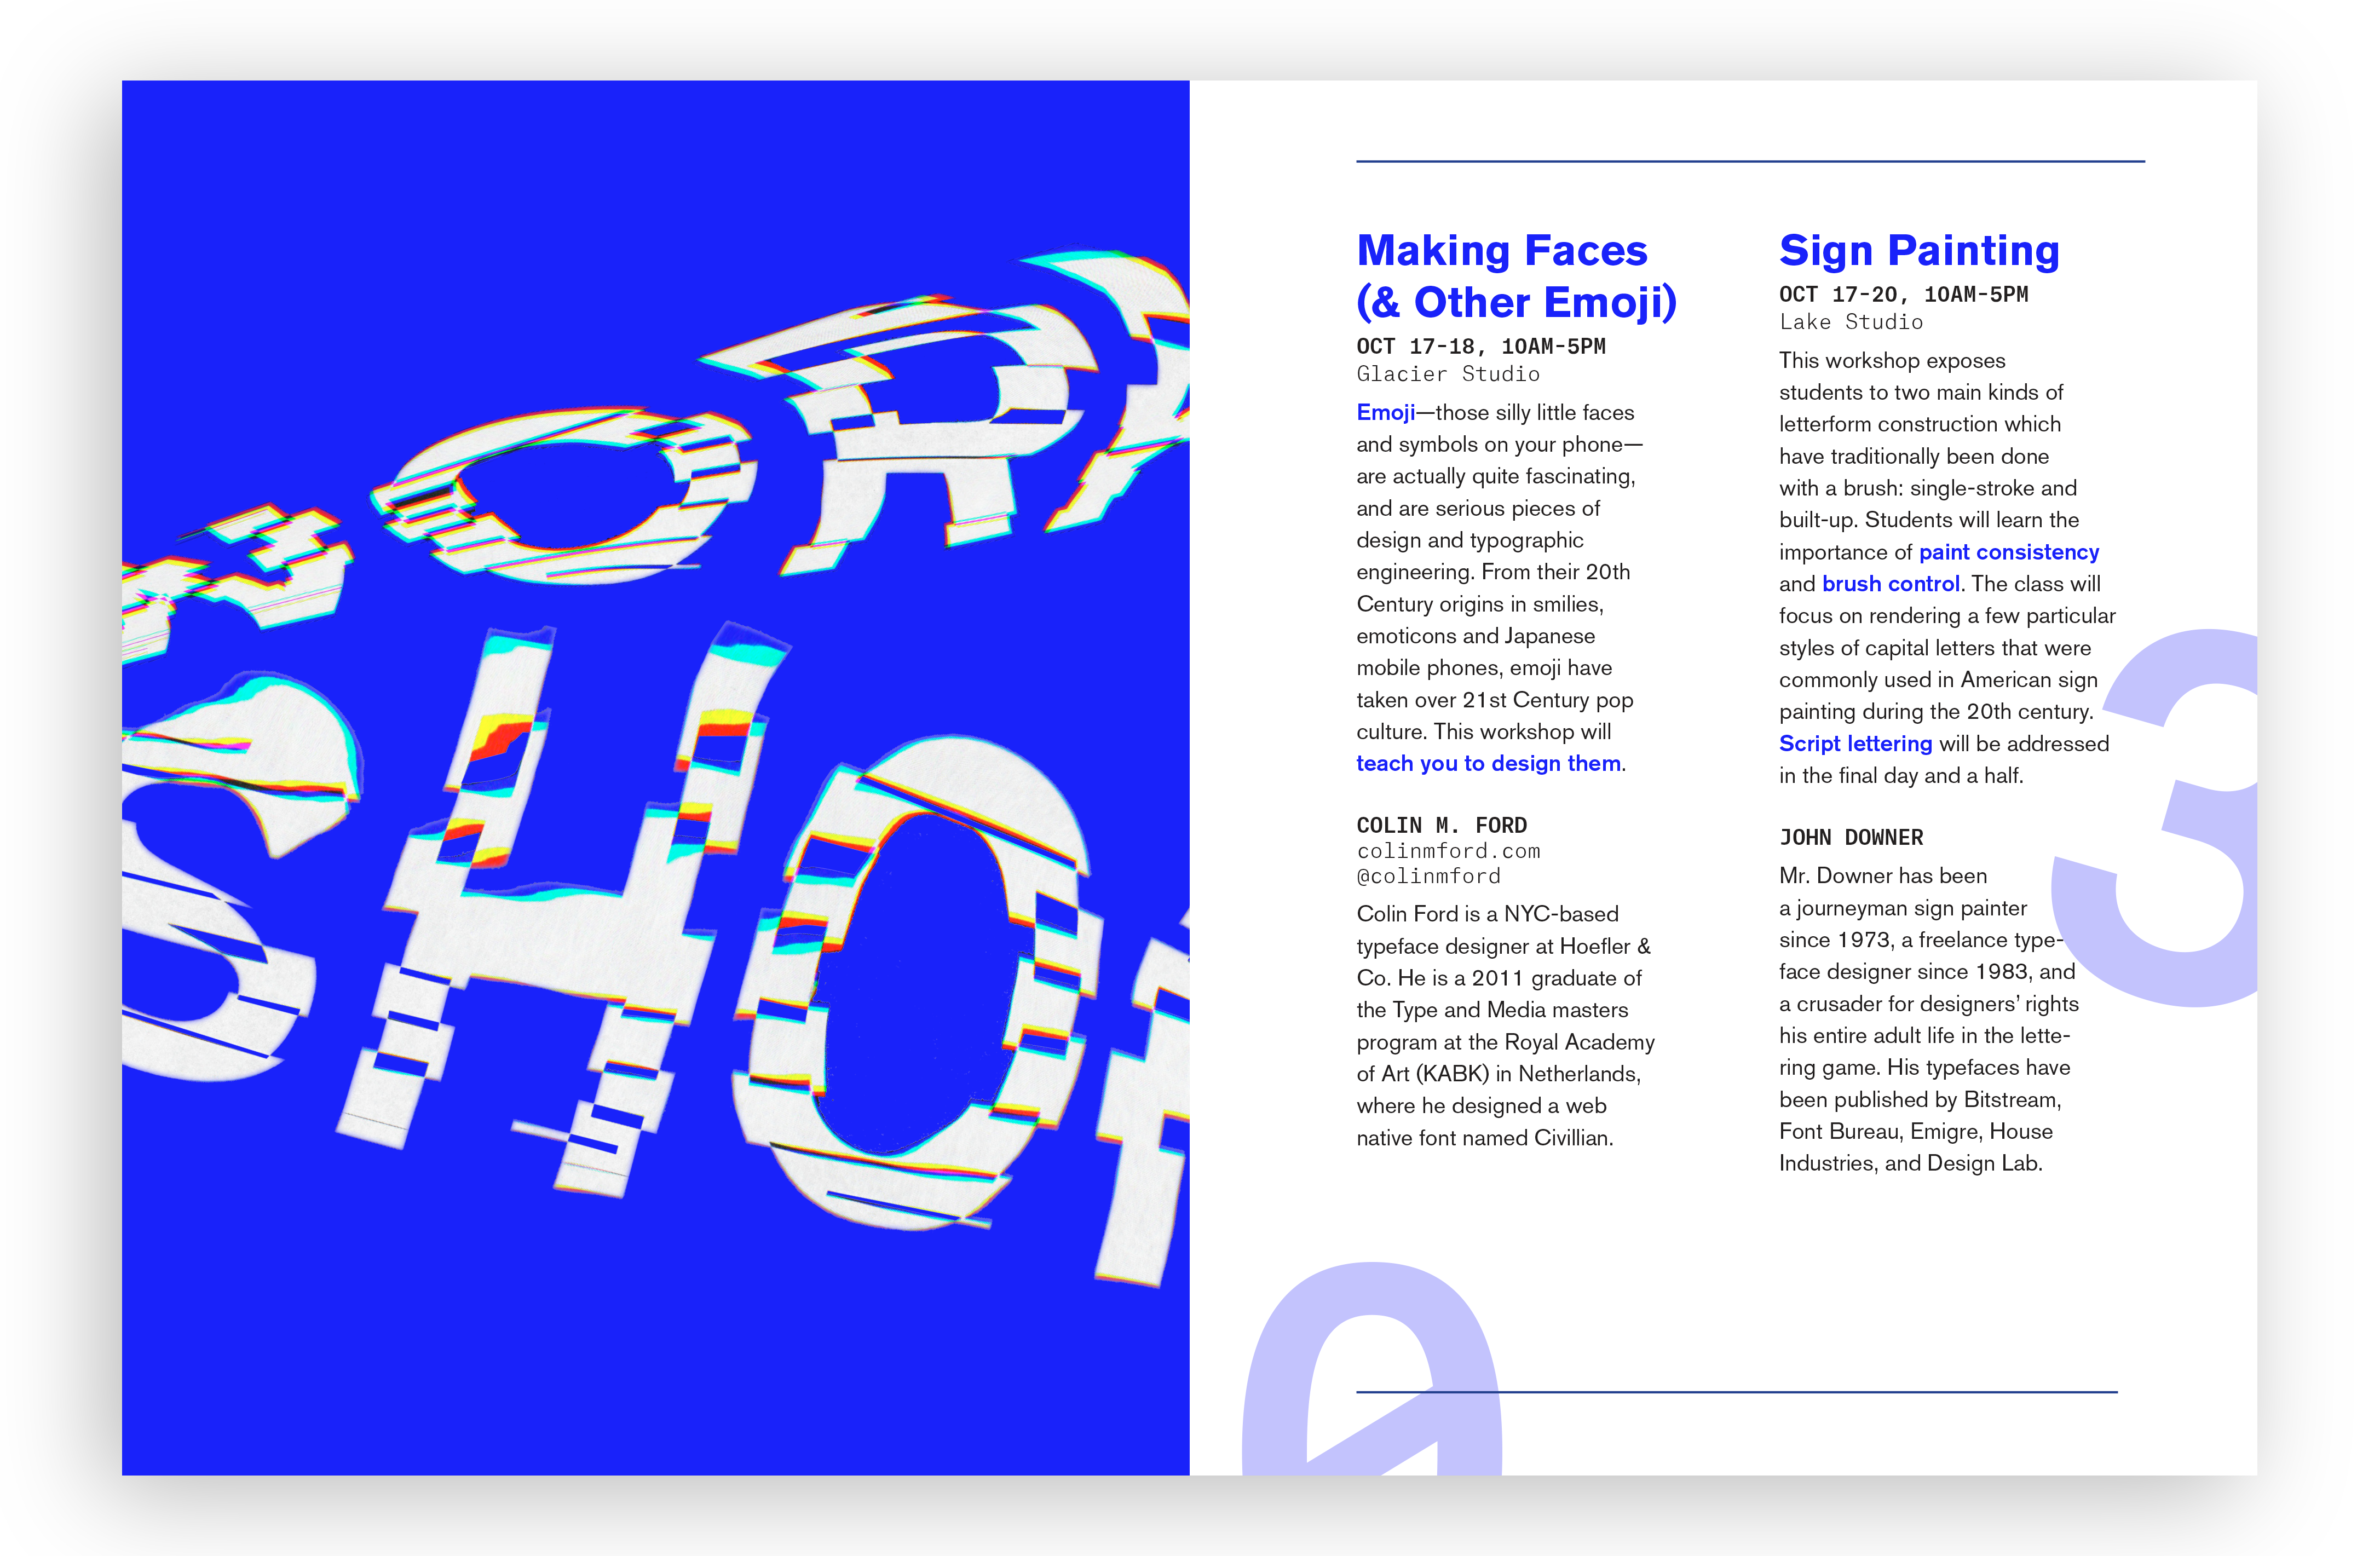 WORK
SHOP
Making Faces
(& Other Emoji)
OCT 17-18, 10AM-5PM
Glacier Studio
Emoji—those silly little faces
and symbols on your phone—
are actually quite fascinating,
and are serious pieces of
design and typographic
engineering. From their 20th
Century origins in smilies,
emoticons and Japanese
mobile phones, emoji have
taken over 21st Century pop
culture. This workshop will
teach you to design them.
COLIN M. FORD
colinmford.com
@colinmford
Colin Ford is a NYC-based
typeface designer at Hoefler &
Co. He is a 2011 graduate of
the Type and Media masters
program at the Royal Academy
of Art (KABK) in Netherlands,
where he designed a web
native font named Civillian.
Sign Painting
OCT 17-20, 10AM-5PM
Lake Studio
This workshop exposes
students to two main kinds of
letterform construction which
have traditionally been done
with a brush: single-stroke and
built-up. Students will learn the
importance of paint consistency
and brush control. The class will
focus on rendering a few particular
styles of capital letters that were
commonly used in American sign
painting during the 20th century.
Script lettering will be addressed
in the final day and a half.
JOHN DOWNER
Mr. Downer has been
a journeyman sign painter
since 1973, a freelance type-
face designer since 1983, and
a crusader for designers’ rights
his entire adult life in the lette-
ring game. His typefaces have
been published by Bitstream,
Font Bureau, Emigre, House
Industries, and Design Lab.
3
0